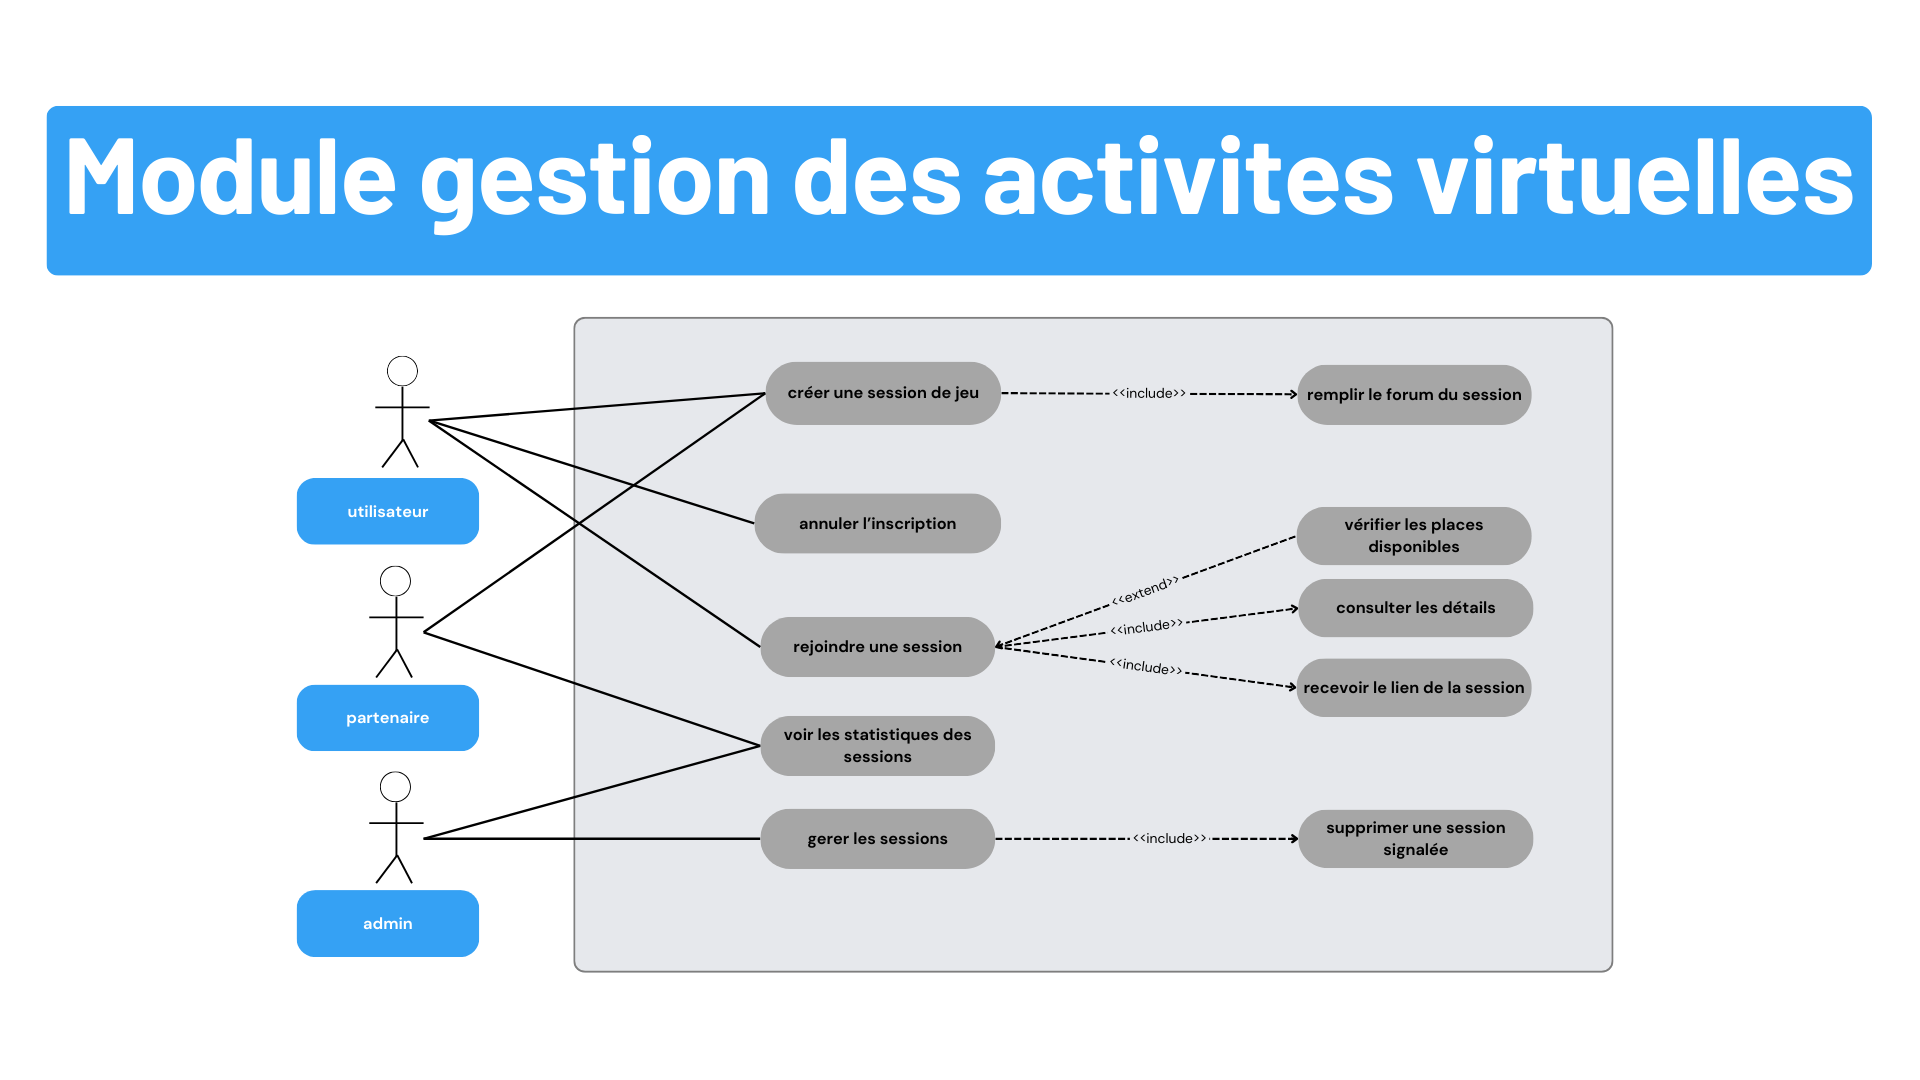 Module gestion des activites virtuelles
utilisateur
partenaire
admin
créer une session de jeu
<<include>>
remplir le forum du session
annuler l’inscription
rejoindre une session
<<extend>>
vérifier les places
disponibles
<<include>>
consulter les détails
<<include>>
recevoir le lien de la session
voir les statistiques des
sessions
gerer les sessions
<<include>>
supprimer une session
signalée